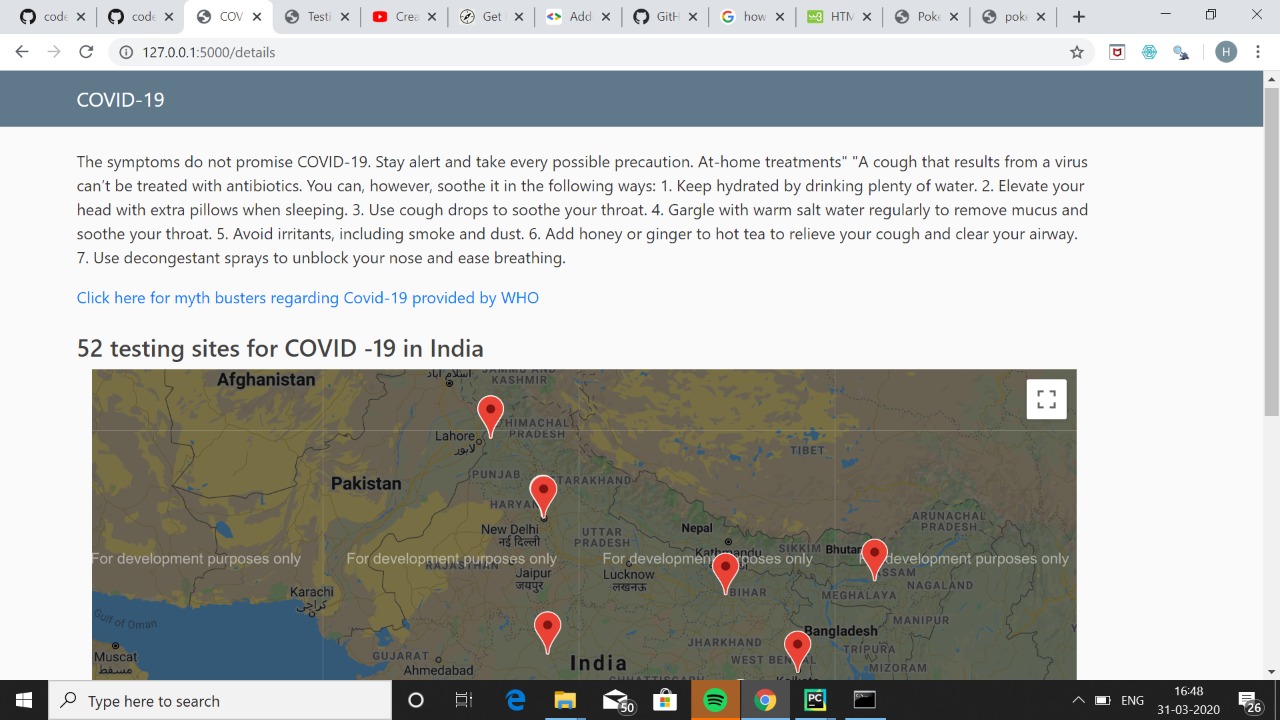 code
code
COV
Testi
Crea
Get
Add
GitH
how
HTM
Poke
pok
127.0.0.1:5000/details
H
COVID-19
The symptoms do not promise COVID-19. Stay alert and take every possible precaution. At-home treatments" "A cough that results from a virus
can't be treated with antibiotics. You can, however, soothe it in the following ways: 1. Keep hydrated by drinking plenty of water. 2. Elevate your
head with extra pillows when sleeping. 3. Use cough drops to soothe your throat. 4. Gargle with warm salt water regularly to remove mucus and
soothe your throat. 5. Avoid irritants, including smoke and dust. 6. Add honey or ginger to hot tea to relieve your cough and clear your airway.
7. Use decongestant sprays to unblock your nose and ease breathing.
Click here for myth busters regarding Covid-19 provided by WHO
52 testing sites for COVID -19 in India
Afghanistan
اسلام آباد
JAMMU AND
KASHMIR
HIMACHAL
PRADESH
Lahore
لاہور
TIBET
PUNJAB
Pakistan
HARYANA
New Delhi
नई दिल्ली
UTTAR
PRADESH
Nepal
Kathmandu
SIKKIM
Bhutan
ARUNACHAL
PRADESH
For development purposes only
For development purposes only
For development purposes only
development purposes only
RAJASTHAN
Jaipur
जयपुर
Lucknow
लखनऊ
BIHAR
ASSAM
NAGALAND
MEGHALAYA
Karachi
کراچی
Gulf of Oman
MANIPUR
Bangladesh
JHARKHAND
TRIPURA
Muscat
مسقط
GUJARAT
Ahmedabad
India
WEST BENGAL
MIZORAM
CHHATTISGARH
Kolkata
Type here to search
50
PC
ENG
16:48
31-03-2020
26